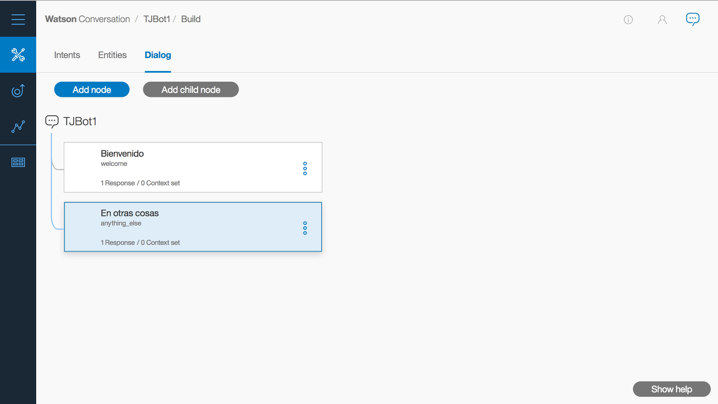 Watson Conversation / TJBot1 / Build
Intents Entities Dialog
Add node Add child node
TJBot1
Bienvenido
welcome
1 Response / 0 Context set
En otras cosas
anything_else
1 Response / 0 Context set
Show help